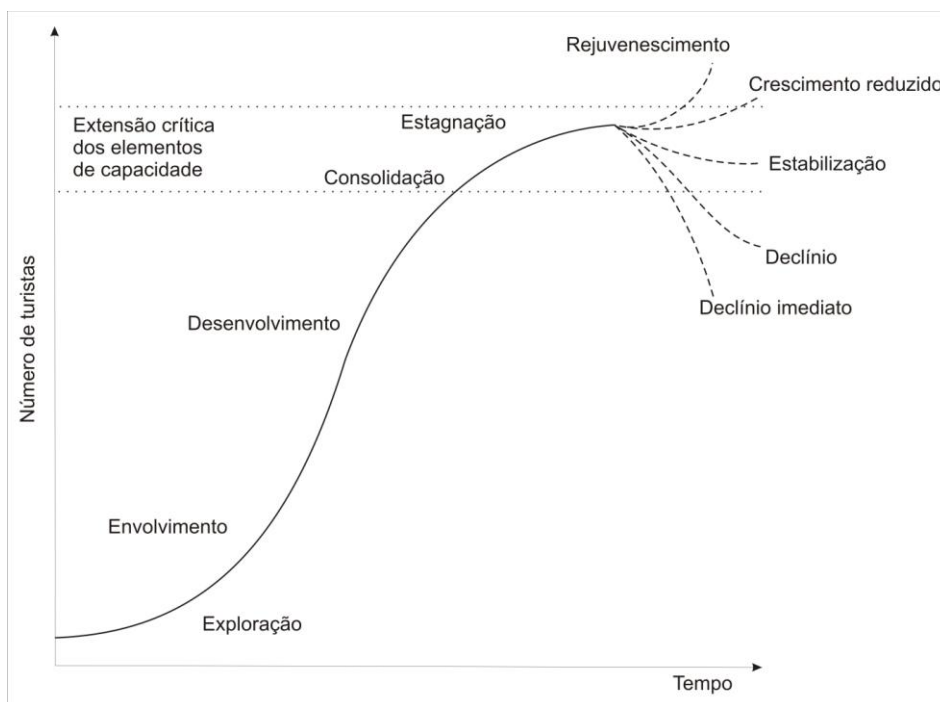 Rejuvenescimento
Crescimento reduzido
Extensão crítica
dos elementos
de capacidade
Estagnação
Consolidação
Estabilização
Declínio
Declínio imediato
Desenvolvimento
Envolvimento
Exploração
Número de turistas
Tempo